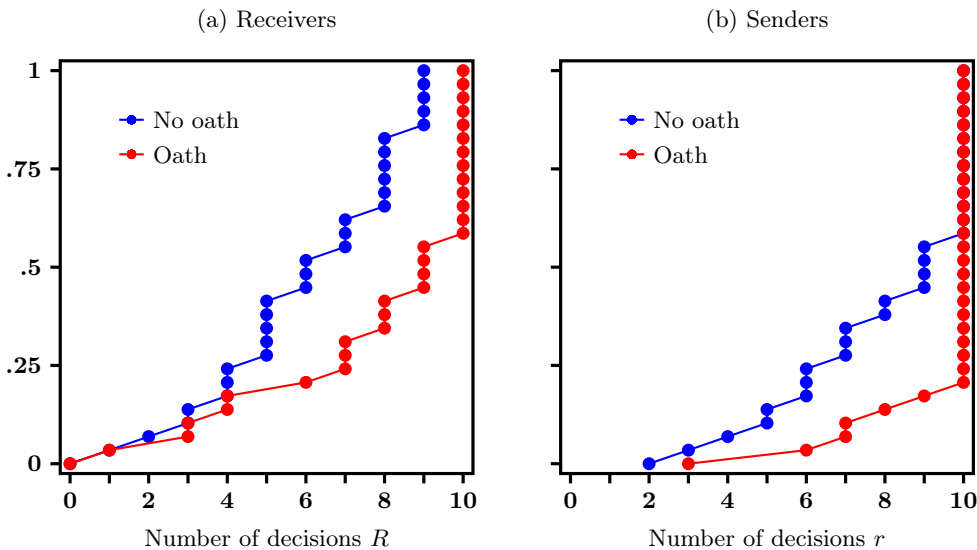 (a) Receivers
1
.75
.5
.25
0
No oath
Oath
0 2 4 6 8 10
Number of decisions R
(b) Senders
No oath
Oath
0 2 4 6 8 10
Number of decisions r